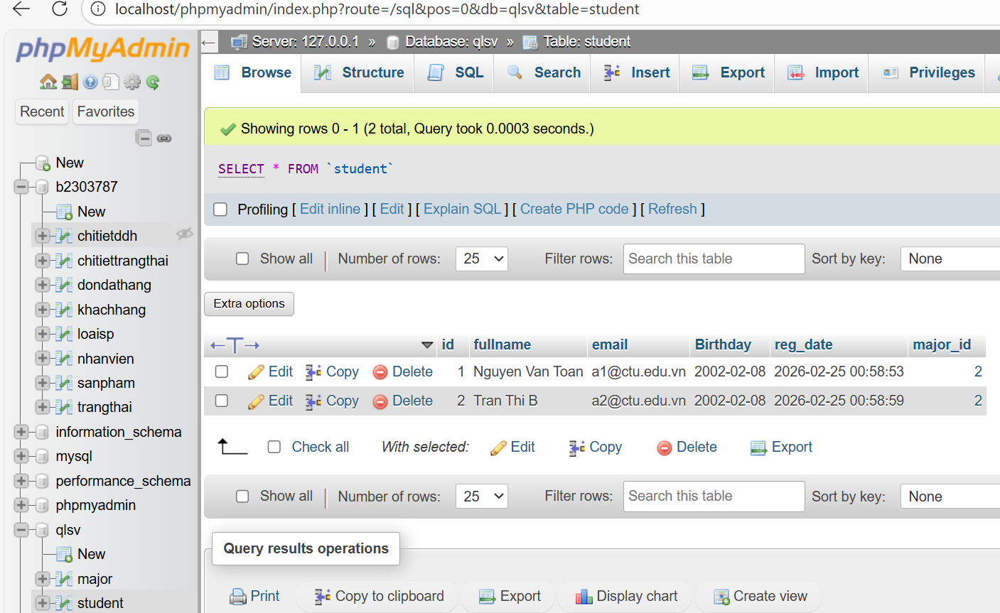 localhost/phpmyadmin/index.php?route=/sql&pos=0&db=qlsv&table=student
phpMyAdmin
Recent Favorites
New
b2303787
New
chitietddh
chitiettrangthai
dondathang
khachhang
loaisp
nhanvien
sanpham
trangthai
information_schema
mysql
performance_schema
phpmyadmin
qlsv
New
major
student
Server: 127.0.0.1 » Database: qlsv » Table: student
Browse Structure SQL Search Insert Export Import Privileges
Showing rows 0 - 1 (2 total, Query took 0.0003 seconds.)
SELECT * FROM `student`
Profiling [ Edit inline ] [ Edit ] [ Explain SQL ] [ Create PHP code ] [ Refresh ]
Show all Number of rows: 25 Filter rows: Search this table Sort by key: None
Extra options
id fullname email Birthday reg_date major_id
Edit Copy Delete 1 Nguyen Van Toan a1@ctu.edu.vn 2002-02-08 2026-02-25 00:58:53 2
Edit Copy Delete 2 Tran Thi B a2@ctu.edu.vn 2002-02-08 2026-02-25 00:58:59 2
Check all With selected: Edit Copy Delete Export
Show all Number of rows: 25 Filter rows: Search this table Sort by key: None
Query results operations
Print Copy to clipboard Export Display chart Create view